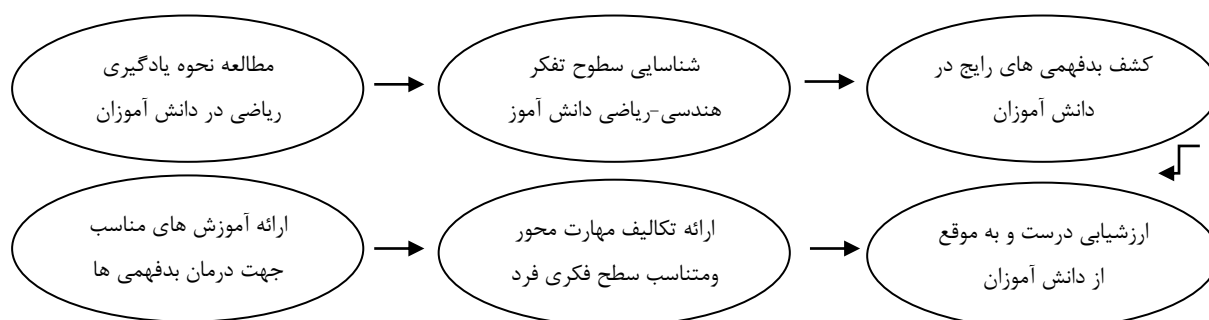 مطالعه نحوه یادگیری
ریاضی در دانش آموزان
شناسایی سطوح تفکر
هندسی-ریاضی دانش آموز
کشف بدفهمی های رایج در
دانش آموزان
ارائه آموزش های مناسب
جهت درمان بدفهمی ها
ارائه تکالیف مهارت محور
ومتناسب سطح فکری فرد
ارزشیابی درست و به موقع
از دانش آموزان